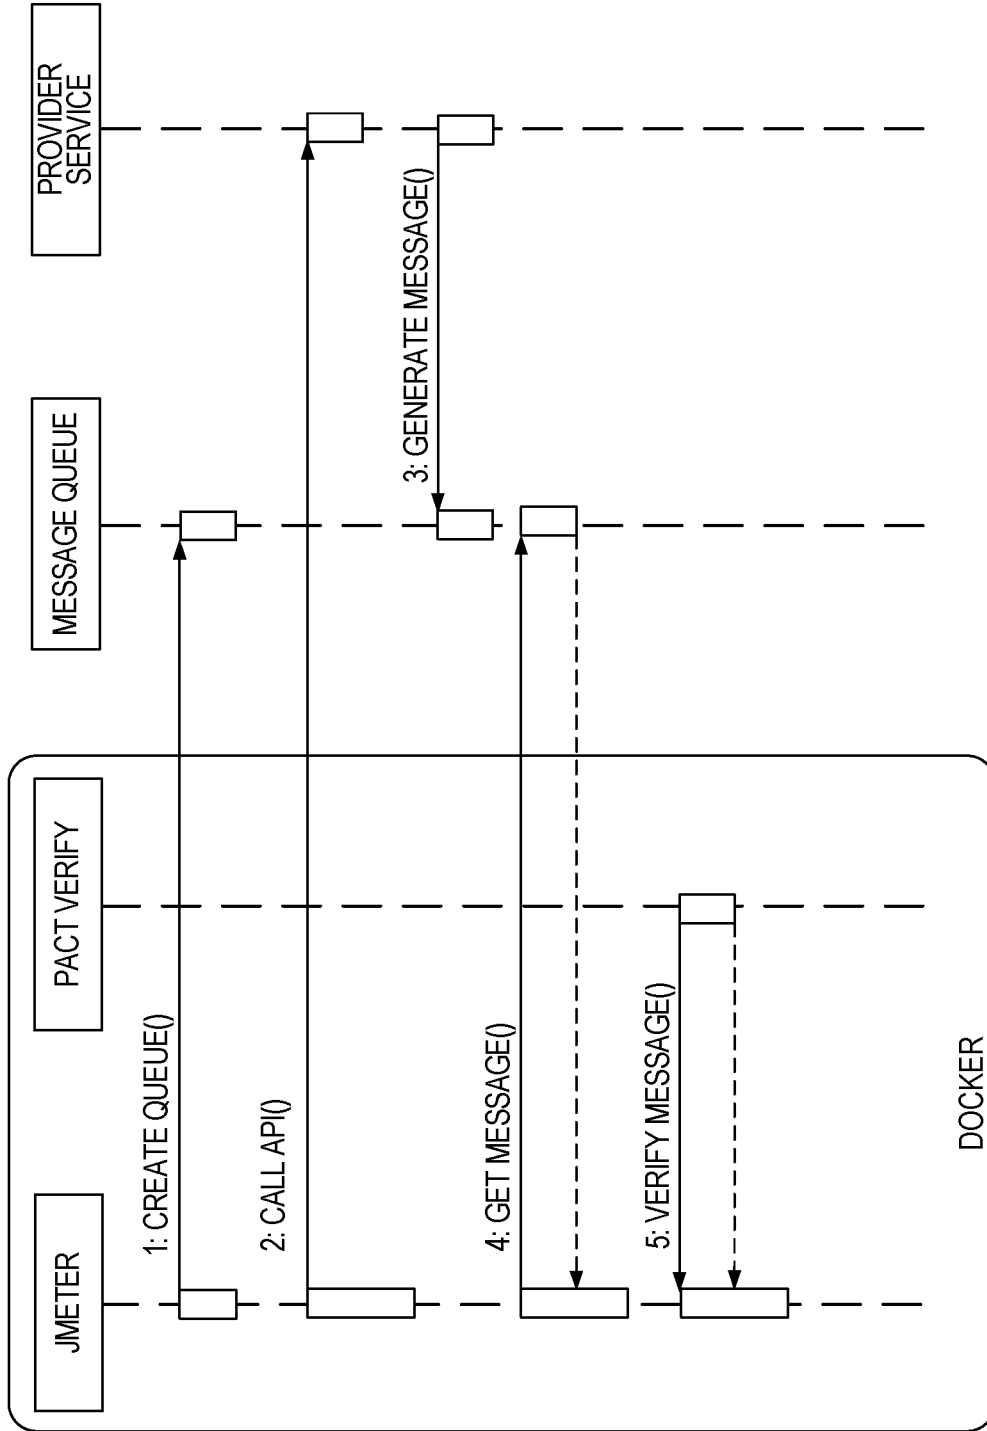 JMETER
PACT VERIFY
MESSAGE QUEUE
PROVIDER
SERVICE
1: CREATE QUEUE()
2: CALL API()
3: GENERATE MESSAGE()
4: GET MESSAGE()
5: VERIFY MESSAGE()
DOCKER